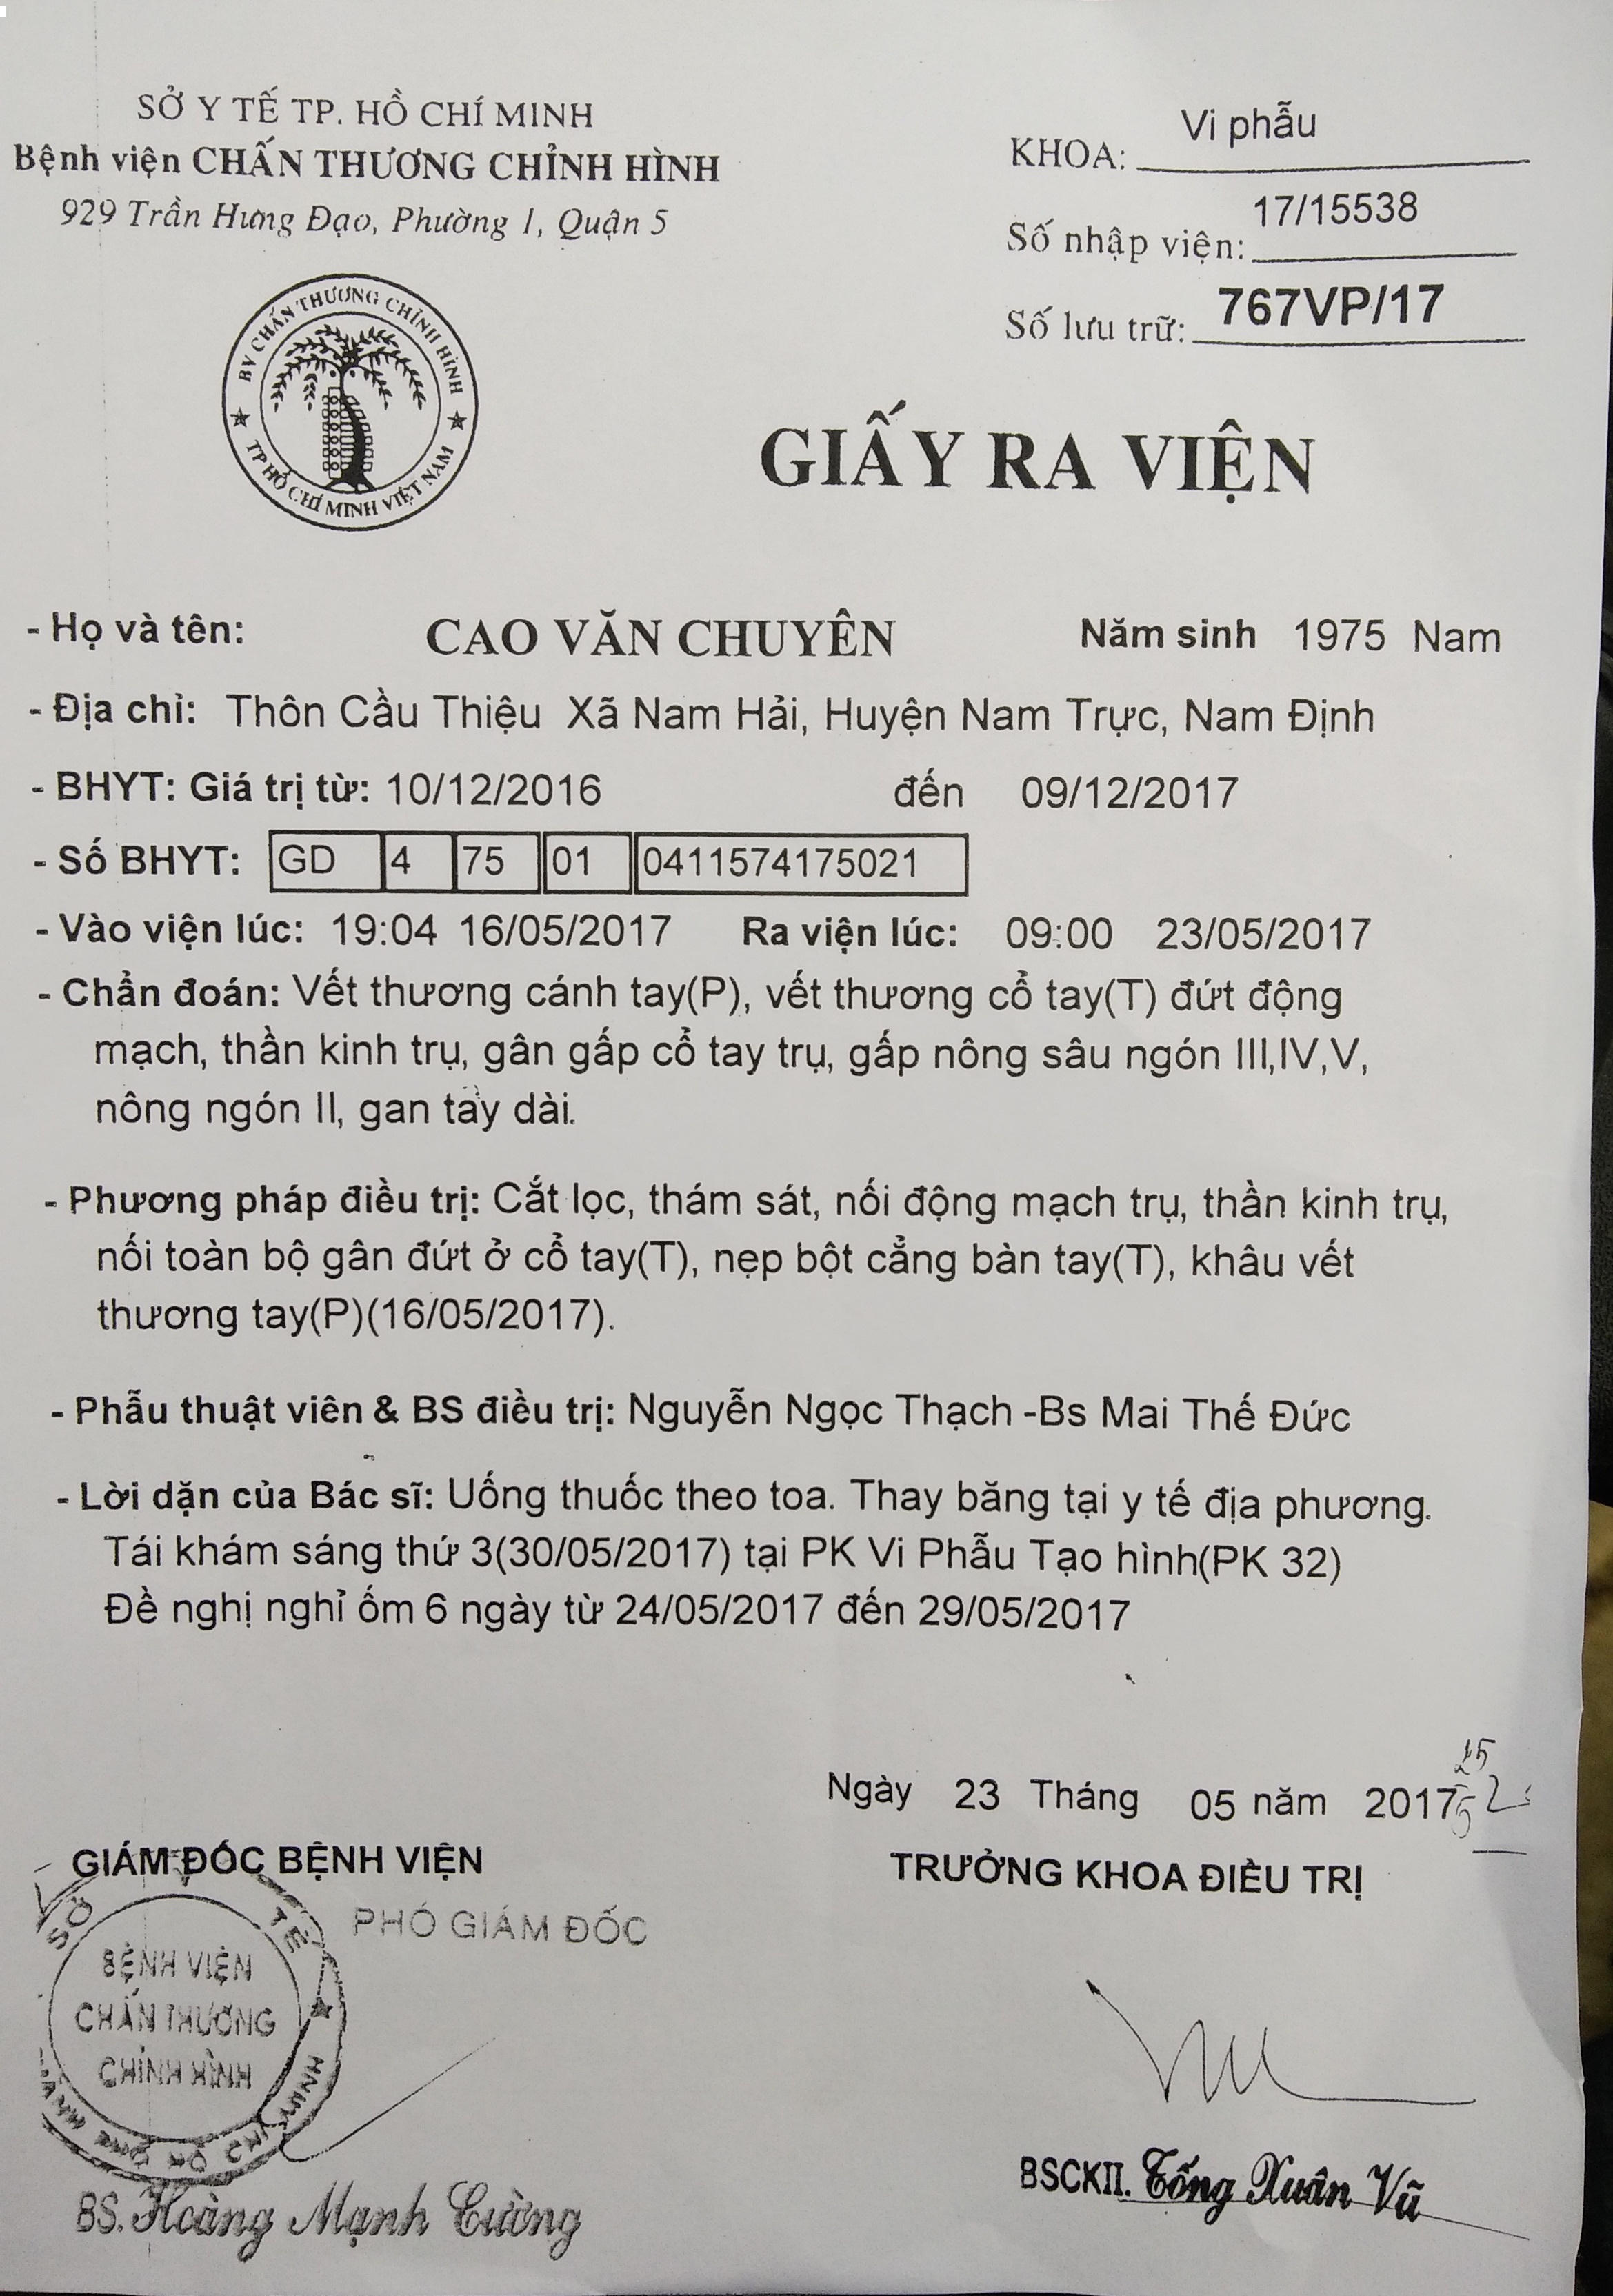 SỞ Y TẾ TP. HỒ CHÍ MINH
Bệnh viện CHẤN THƯƠNG CHỈNH HÌNH
929 Trần Hưng Đạo, Phường 1, Quận 5
KHOA: Vi phẫu
Số nhập viện: 17/15538
Số lưu trữ: 767VP/17
BV CHẤN THƯƠNG CHỈNH HÌNH
TP HỒ CHÍ MINH VIỆT NAM
GIẤY RA VIỆN
- Họ và tên: CAO VĂN CHUYÊN Năm sinh 1975 Nam
- Địa chỉ: Thôn Cầu Thiệu Xã Nam Hải, Huyện Nam Trực, Nam Định
- BHYT: Giá trị từ: 10/12/2016 đến 09/12/2017
- Số BHYT: GD 4 75 01 0411574175021
- Vào viện lúc: 19:04 16/05/2017 Ra viện lúc: 09:00 23/05/2017
- Chẩn đoán: Vết thương cánh tay(P), vết thương cổ tay(T) đứt động
mạch, thần kinh trụ, gân gấp cổ tay trụ, gấp nông sâu ngón III,IV,V,
nông ngón II, gan tay dài.
- Phương pháp điều trị: Cắt lọc, thám sát, nối động mạch trụ, thần kinh trụ,
nối toàn bộ gân đứt ở cổ tay(T), nẹp bột cẳng bàn tay(T), khâu vết
thương tay(P)(16/05/2017).
- Phẫu thuật viên & BS điều trị: Nguyễn Ngọc Thạch -Bs Mai Thế Đức
- Lời dặn của Bác sĩ: Uống thuốc theo toa. Thay băng tại y tế địa phương.
Tái khám sáng thứ 3(30/05/2017) tại PK Vi Phẫu Tạo hình(PK 32)
Đề nghị nghỉ ốm 6 ngày từ 24/05/2017 đến 29/05/2017
Ngày 23 Tháng 05 năm 2017
GIÁM ĐỐC BỆNH VIỆN
TRƯỞNG KHOA ĐIỀU TRỊ
PHÓ GIÁM ĐỐC
SỞ Y TẾ
BỆNH VIỆN
CHẤN THƯƠNG
CHỈNH HÌNH
THÀNH PHỐ HỒ CHÍ MINH
BS. Hoàng Mạnh Cường
BSCKII. Tống Xuân Vũ